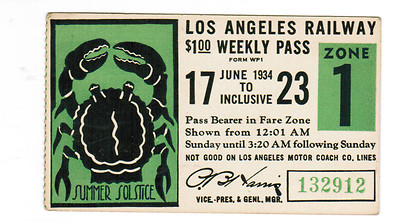 LOS ANGELES RAILWAY
$1.00 WEEKLY PASS
FORM WP1
ZONE
1
17 JUNE 1934 TO INCLUSIVE 23
Pass Bearer in Fare Zone
Shown from 12:01 AM
Sunday until 3:20 AM following Sunday
NOT GOOD ON LOS ANGELES MOTOR COACH CO. LINES
VICE-PRES. & GENL. MGR.
132912
SUMMER SOLSTICE